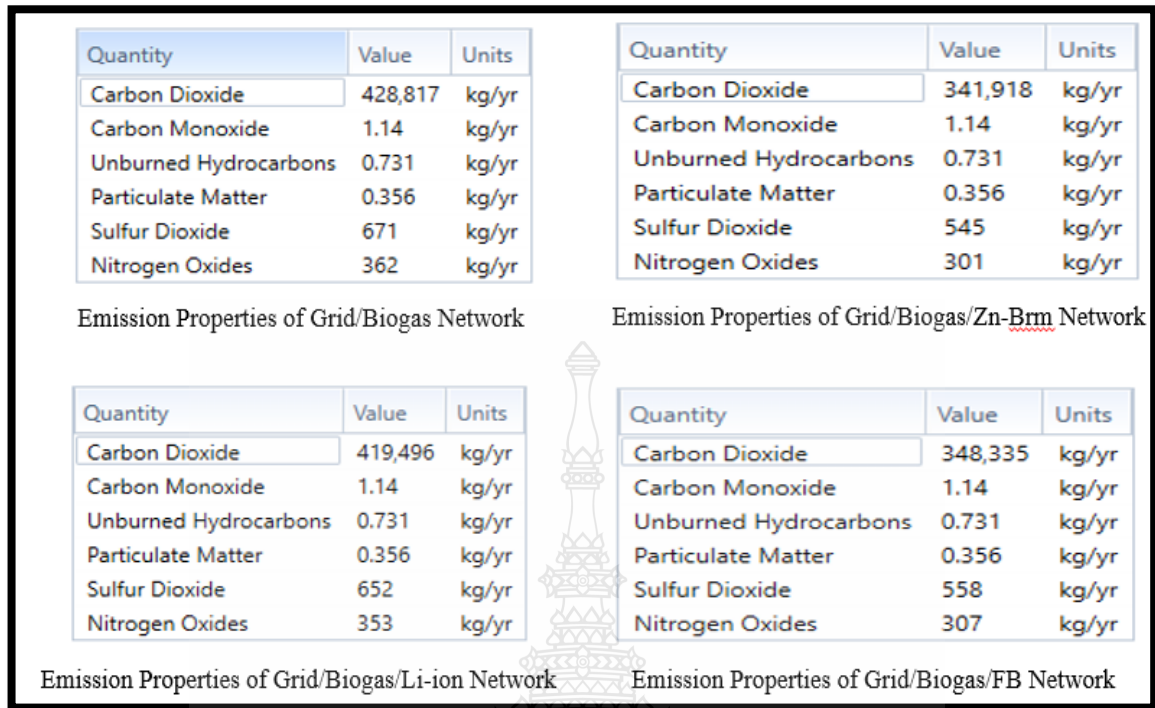 Quantity Value Units
Carbon Dioxide 428,817 kg/yr
Carbon Monoxide 1.14 kg/yr
Unburned Hydrocarbons 0.731 kg/yr
Particulate Matter 0.356 kg/yr
Sulfur Dioxide 671 kg/yr
Nitrogen Oxides 362 kg/yr
Emission Properties of Grid/Biogas Network
Quantity Value Units
Carbon Dioxide 341,918 kg/yr
Carbon Monoxide 1.14 kg/yr
Unburned Hydrocarbons 0.731 kg/yr
Particulate Matter 0.356 kg/yr
Sulfur Dioxide 545 kg/yr
Nitrogen Oxides 301 kg/yr
Emission Properties of Grid/Biogas/Zn-Brm Network
Quantity Value Units
Carbon Dioxide 419,496 kg/yr
Carbon Monoxide 1.14 kg/yr
Unburned Hydrocarbons 0.731 kg/yr
Particulate Matter 0.356 kg/yr
Sulfur Dioxide 652 kg/yr
Nitrogen Oxides 353 kg/yr
Emission Properties of Grid/Biogas/Li-ion Network
Quantity Value Units
Carbon Dioxide 348,335 kg/yr
Carbon Monoxide 1.14 kg/yr
Unburned Hydrocarbons 0.731 kg/yr
Particulate Matter 0.356 kg/yr
Sulfur Dioxide 558 kg/yr
Nitrogen Oxides 307 kg/yr
Emission Properties of Grid/Biogas/FB Network